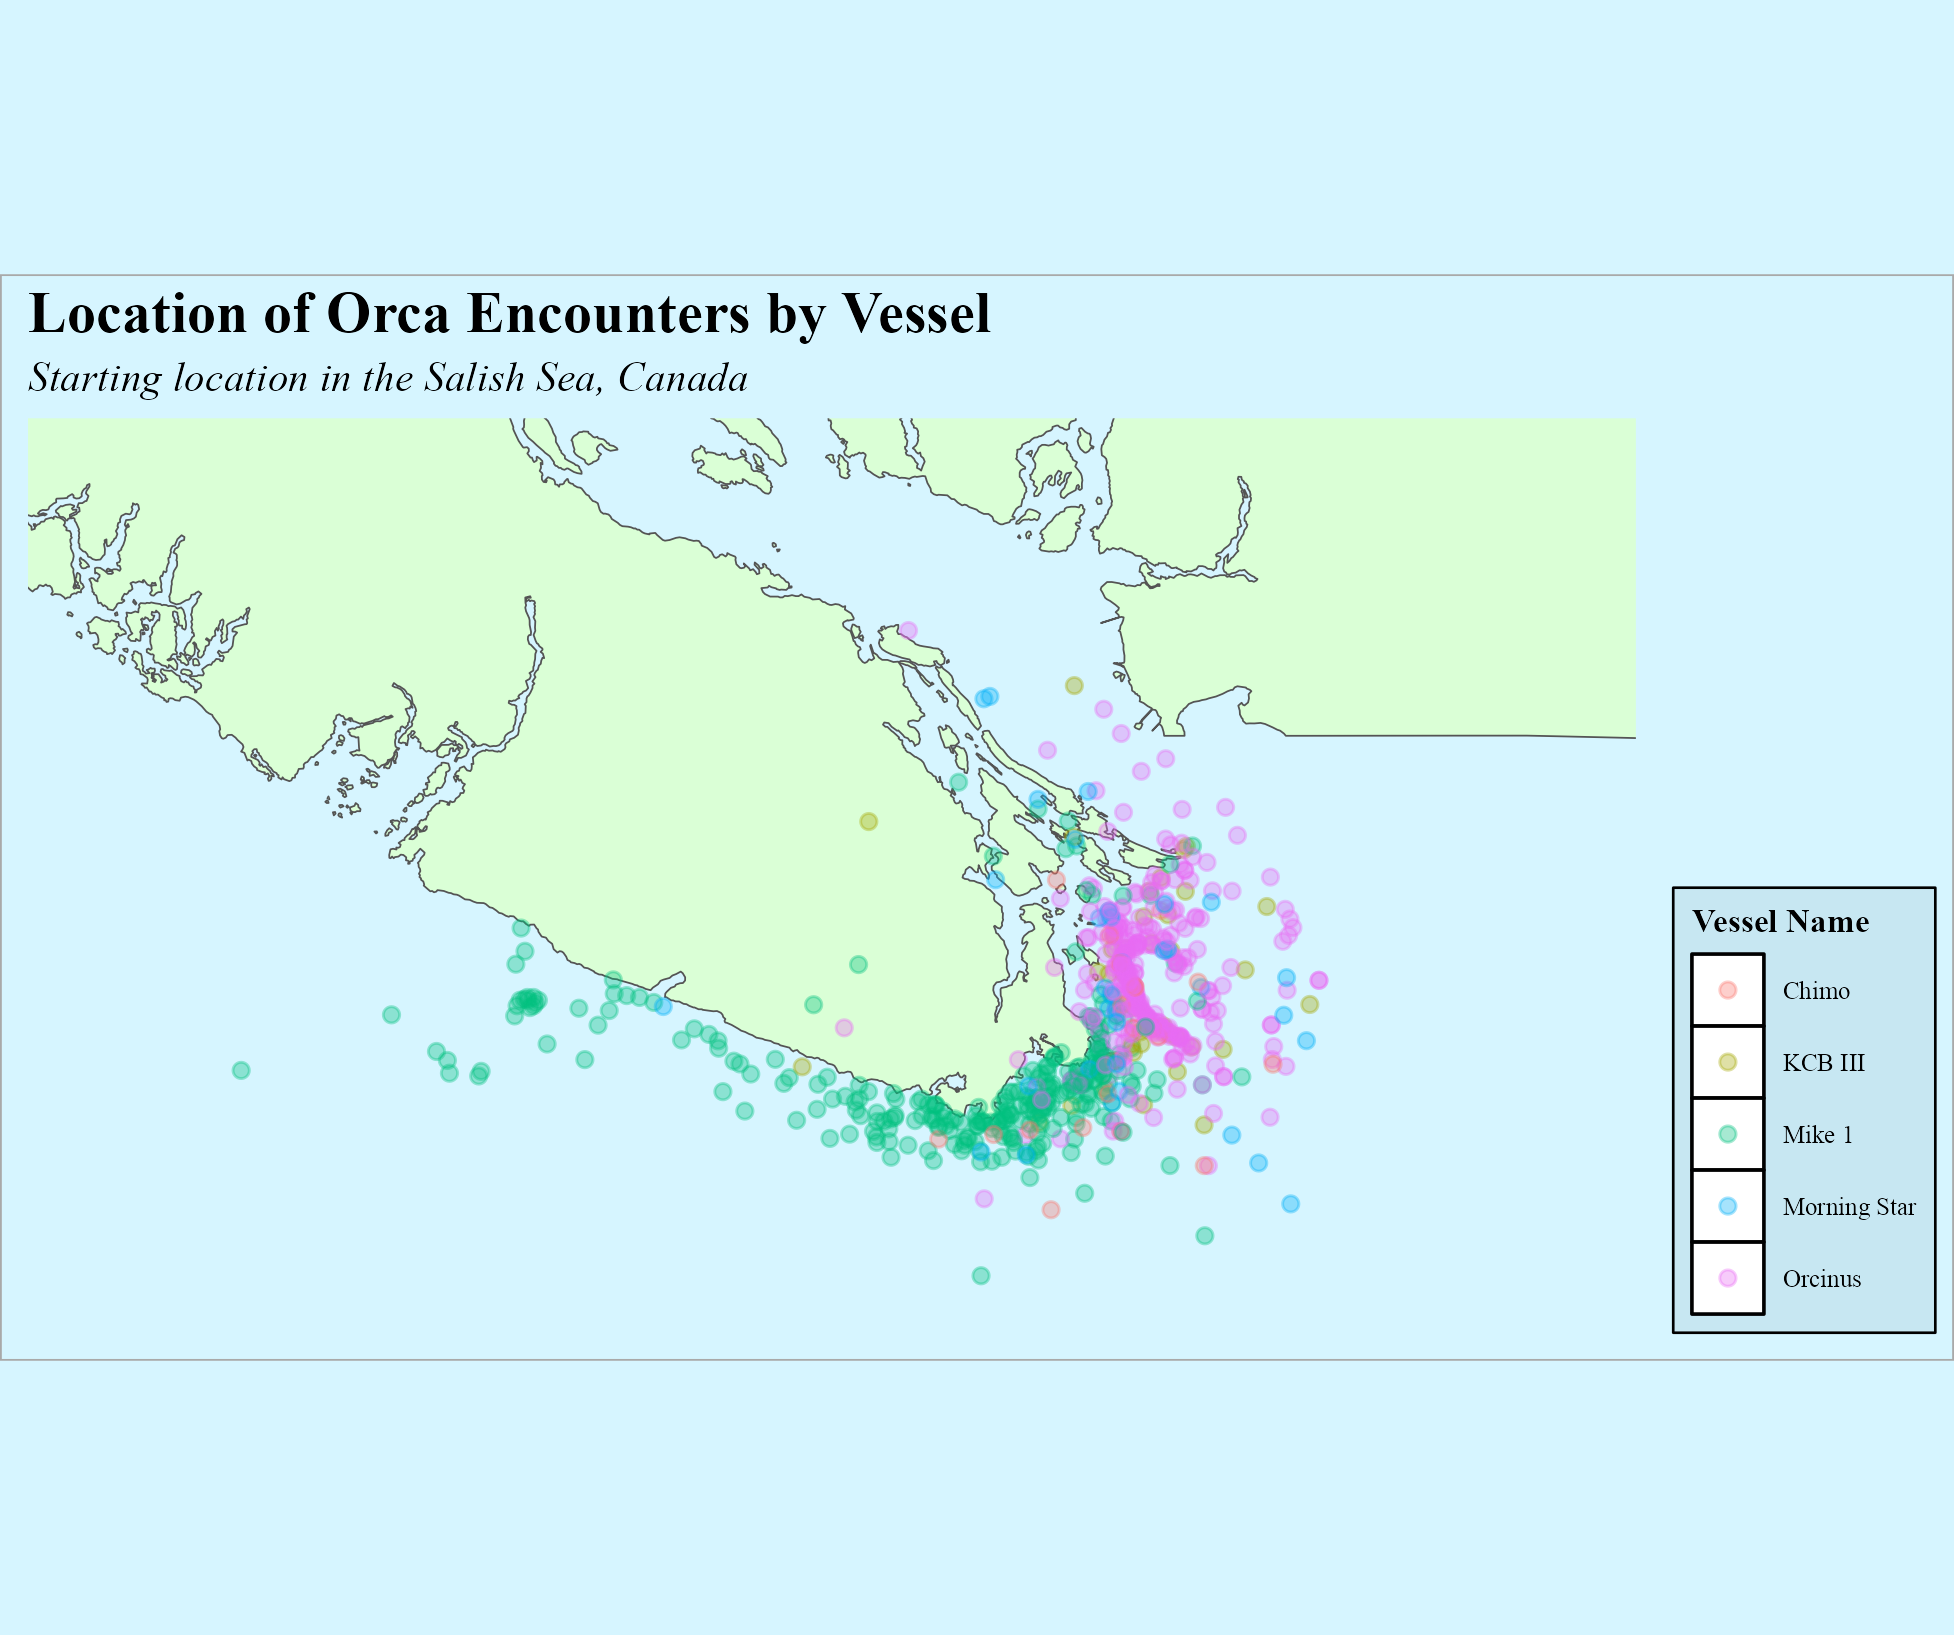 Location of Orca Encounters by Vessel
Starting location in the Salish Sea, Canada
Vessel Name
Chimo
KCB III
Mike 1
Morning Star
Orcinus